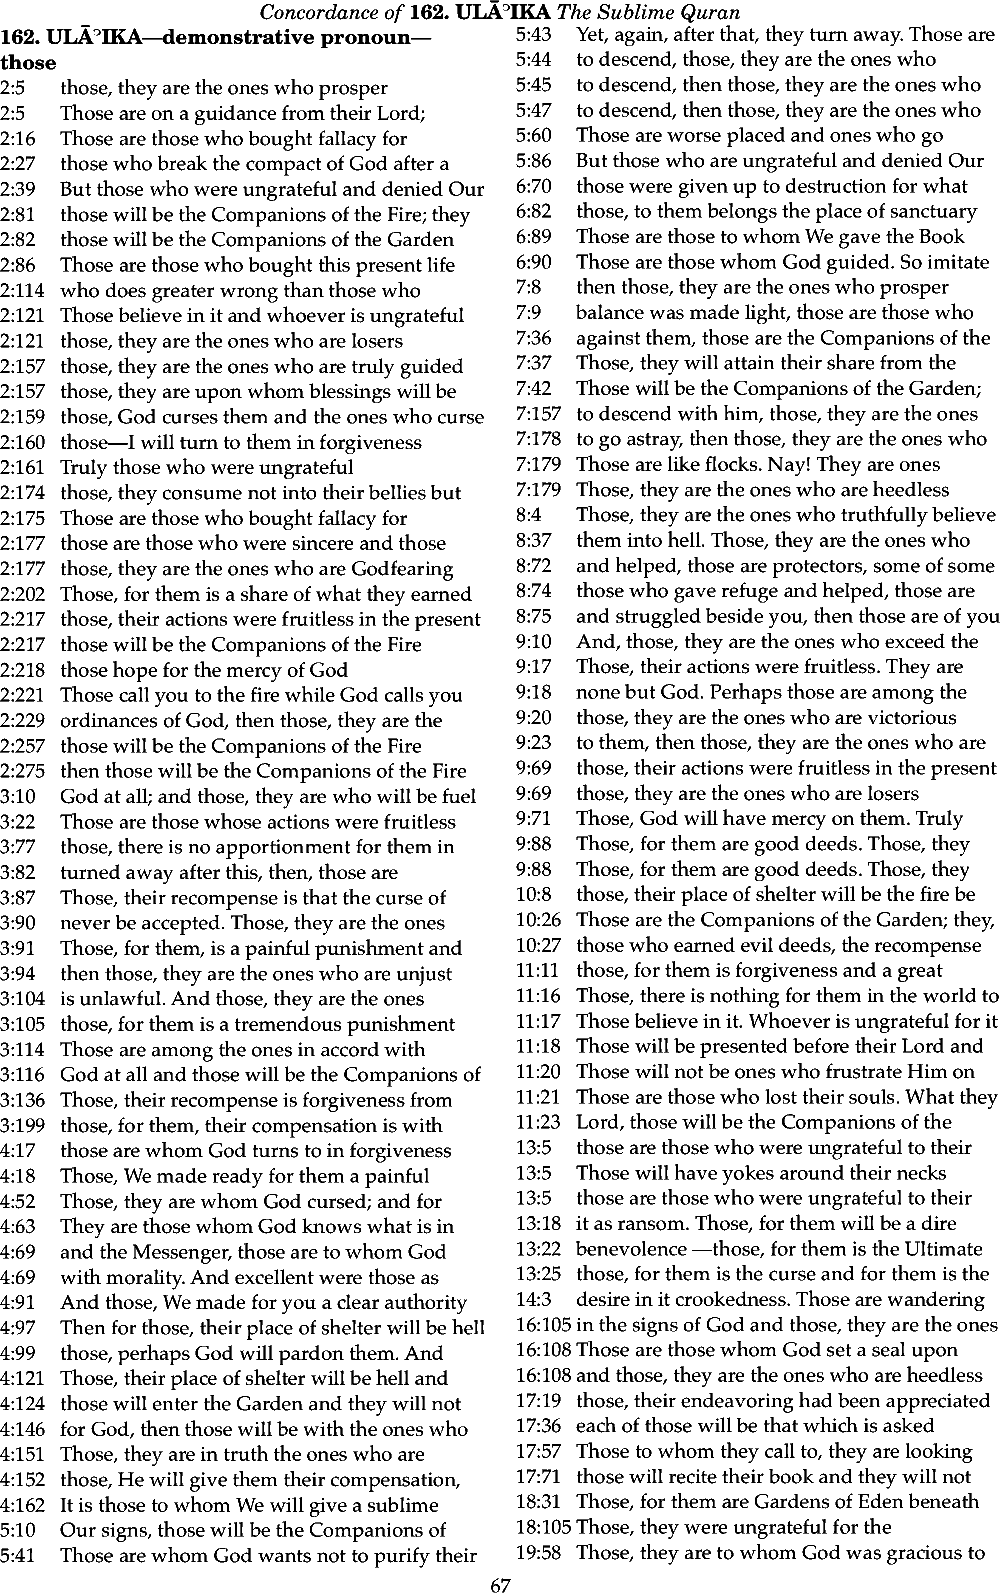 Concordance of 162. ULĀʾIKA The Sublime Quran
162. ULĀʾIKA—demonstrative pronoun—
those
2:5 those, they are the ones who prosper
2:5 Those are on a guidance from their Lord;
2:16 Those are those who bought fallacy for
2:27 those who break the compact of God after a
2:39 But those who were ungrateful and denied Our
2:81 those will be the Companions of the Fire; they
2:82 those will be the Companions of the Garden
2:86 Those are those who bought this present life
2:114 who does greater wrong than those who
2:121 Those believe in it and whoever is ungrateful
2:121 those, they are the ones who are losers
2:157 those, they are the ones who are truly guided
2:157 those, they are upon whom blessings will be
2:159 those, God curses them and the ones who curse
2:160 those—I will turn to them in forgiveness
2:161 Truly those who were ungrateful
2:174 those, they consume not into their bellies but
2:175 Those are those who bought fallacy for
2:177 those are those who were sincere and those
2:177 those, they are the ones who are Godfearing
2:202 Those, for them is a share of what they earned
2:217 those, their actions were fruitless in the present
2:217 those will be the Companions of the Fire
2:218 those hope for the mercy of God
2:221 Those call you to the fire while God calls you
2:229 ordinances of God, then those, they are the
2:257 those will be the Companions of the Fire
2:275 then those will be the Companions of the Fire
3:10 God at all; and those, they are who will be fuel
3:22 Those are those whose actions were fruitless
3:77 those, there is no apportionment for them in
3:82 turned away after this, then, those are
3:87 Those, their recompense is that the curse of
3:90 never be accepted. Those, they are the ones
3:91 Those, for them, is a painful punishment and
3:94 then those, they are the ones who are unjust
3:104 is unlawful. And those, they are the ones
3:105 those, for them is a tremendous punishment
3:114 Those are among the ones in accord with
3:116 God at all and those will be the Companions of
3:136 Those, their recompense is forgiveness from
3:199 those, for them, their compensation is with
4:17 those are whom God turns to in forgiveness
4:18 Those, We made ready for them a painful
4:52 Those, they are whom God cursed; and for
4:63 They are those whom God knows what is in
4:69 and the Messenger, those are to whom God
4:69 with morality. And excellent were those as
4:91 And those, We made for you a clear authority
4:97 Then for those, their place of shelter will be hell
4:99 those, perhaps God will pardon them. And
4:121 Those, their place of shelter will be hell and
4:124 those will enter the Garden and they will not
4:146 for God, then those will be with the ones who
4:151 Those, they are in truth the ones who are
4:152 those, He will give them their compensation,
4:162 It is those to whom We will give a sublime
5:10 Our signs, those will be the Companions of
5:41 Those are whom God wants not to purify their
5:43 Yet, again, after that, they turn away. Those are
5:44 to descend, those, they are the ones who
5:45 to descend, then those, they are the ones who
5:47 to descend, then those, they are the ones who
5:60 Those are worse placed and ones who go
5:86 But those who are ungrateful and denied Our
6:70 those were given up to destruction for what
6:82 those, to them belongs the place of sanctuary
6:89 Those are those to whom We gave the Book
6:90 Those are those whom God guided. So imitate
7:8 then those, they are the ones who prosper
7:9 balance was made light, those are those who
7:36 against them, those are the Companions of the
7:37 Those, they will attain their share from the
7:42 Those will be the Companions of the Garden;
7:157 to descend with him, those, they are the ones
7:178 to go astray, then those, they are the ones who
7:179 Those are like flocks. Nay! They are ones
7:179 Those, they are the ones who are heedless
8:4 Those, they are the ones who truthfully believe
8:37 them into hell. Those, they are the ones who
8:72 and helped, those are protectors, some of some
8:74 those who gave refuge and helped, those are
8:75 and struggled beside you, then those are of you
9:10 And, those, they are the ones who exceed the
9:17 Those, their actions were fruitless. They are
9:18 none but God. Perhaps those are among the
9:20 those, they are the ones who are victorious
9:23 to them, then those, they are the ones who are
9:69 those, their actions were fruitless in the present
9:69 those, they are the ones who are losers
9:71 Those, God will have mercy on them. Truly
9:88 Those, for them are good deeds. Those, they
9:88 Those, for them are good deeds. Those, they
10:8 those, their place of shelter will be the fire be
10:26 Those are the Companions of the Garden; they,
10:27 those who earned evil deeds, the recompense
11:11 those, for them is forgiveness and a great
11:16 Those, there is nothing for them in the world to
11:17 Those believe in it. Whoever is ungrateful for it
11:18 Those will be presented before their Lord and
11:20 Those will not be ones who frustrate Him on
11:21 Those are those who lost their souls. What they
11:23 Lord, those will be the Companions of the
13:5 those are those who were ungrateful to their
13:5 Those will have yokes around their necks
13:5 those are those who were ungrateful to their
13:18 it as ransom. Those, for them will be a dire
13:22 benevolence —those, for them is the Ultimate
13:25 those, for them is the curse and for them is the
14:3 desire in it crookedness. Those are wandering
16:105 in the signs of God and those, they are the ones
16:108 Those are those whom God set a seal upon
16:108 and those, they are the ones who are heedless
17:19 those, their endeavoring had been appreciated
17:36 each of those will be that which is asked
17:57 Those to whom they call to, they are looking
17:71 those will recite their book and they will not
18:31 Those, for them are Gardens of Eden beneath
18:105 Those, they were ungrateful for the
19:58 Those, they are to whom God was gracious to
67